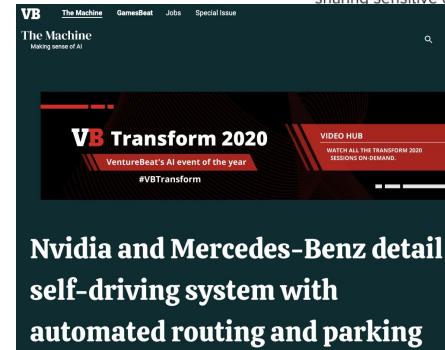 sharing sensitive
VB The Machine GamesBeat Jobs Special Issue
The Machine
Making sense of AI
VB Transform 2020
VentureBeat's AI event of the year
#VBTransform
VIDEO HUB
WATCH ALL THE TRANSFORM 2020
SESSIONS ON-DEMAND.
Nvidia and Mercedes-Benz detail
self-driving system with
automated routing and parking